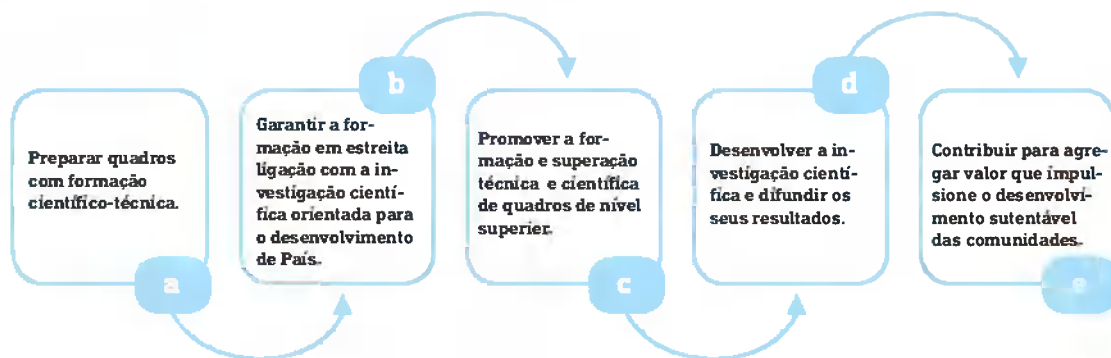 Preparar quadros
com formação
científico-técnica.
a
b
Garantir a for-
mação em estreita
ligação com a in-
vestigação cientí-
fica orientada para
o desenvolvimento
de País.
Promover a for-
mação e superação
técnica e científica
de quadros de nível
superier.
c
d
Desenvolver a in-
vestigação cientí-
fica e difundir os
seus resultados.
Contribuir para agre-
gar valor que impul-
sione o desenvolvi-
mento sutentável
das comunidades.
e